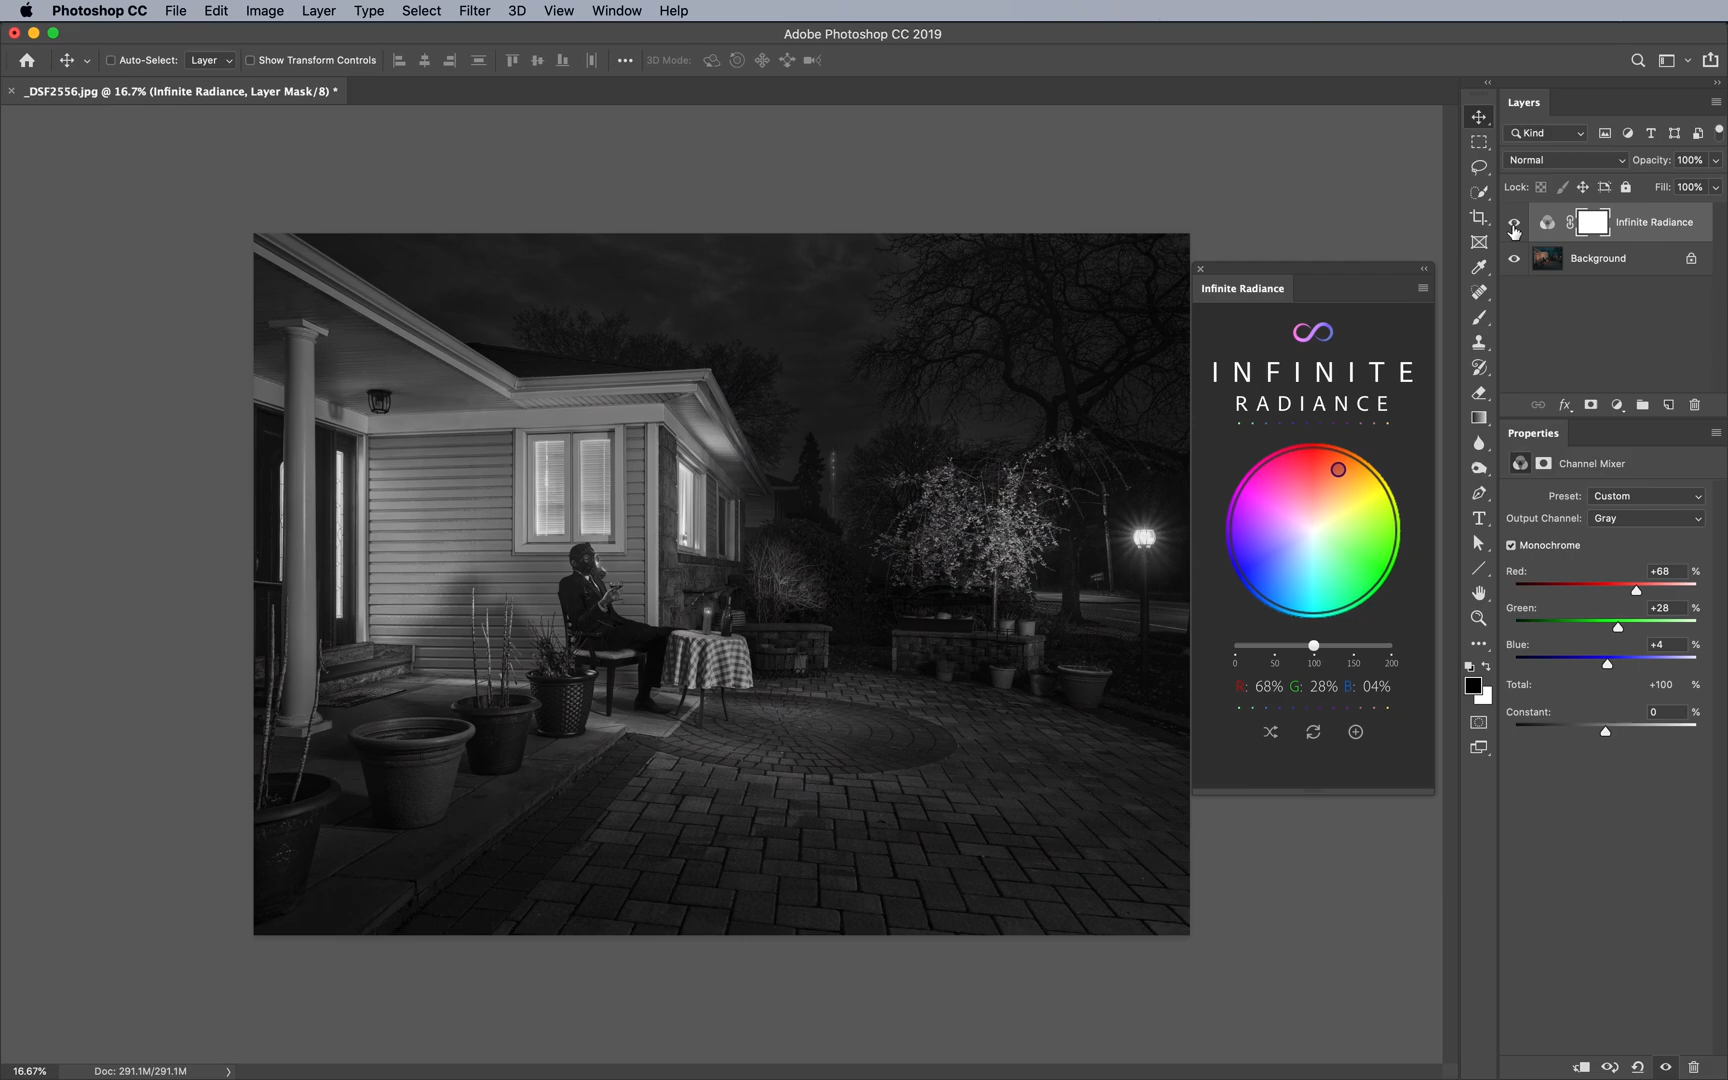 Photoshop CC File Edit Image Layer Type Select Filter 3D View Window Help
Adobe Photoshop CC 2019
Auto-Select: Layer Show Transform Controls 3D Mode:
_DSF2556.jpg @ 16.7% (Infinite Radiance, Layer Mask/8) *
Layers
Kind
Normal Opacity: 100%
Lock: Fill: 100%
Infinite Radiance
Background
Infinite Radiance
INFINITE
RADIANCE
0 50 100 150 200
R: 68% G: 28% B: 04%
Properties
Channel Mixer
Preset: Custom
Output Channel: Gray
Monochrome
Red: +68 %
Green: +28 %
Blue: +4 %
Total: +100 %
Constant: 0 %
16.67% Doc: 291.1M/291.1M